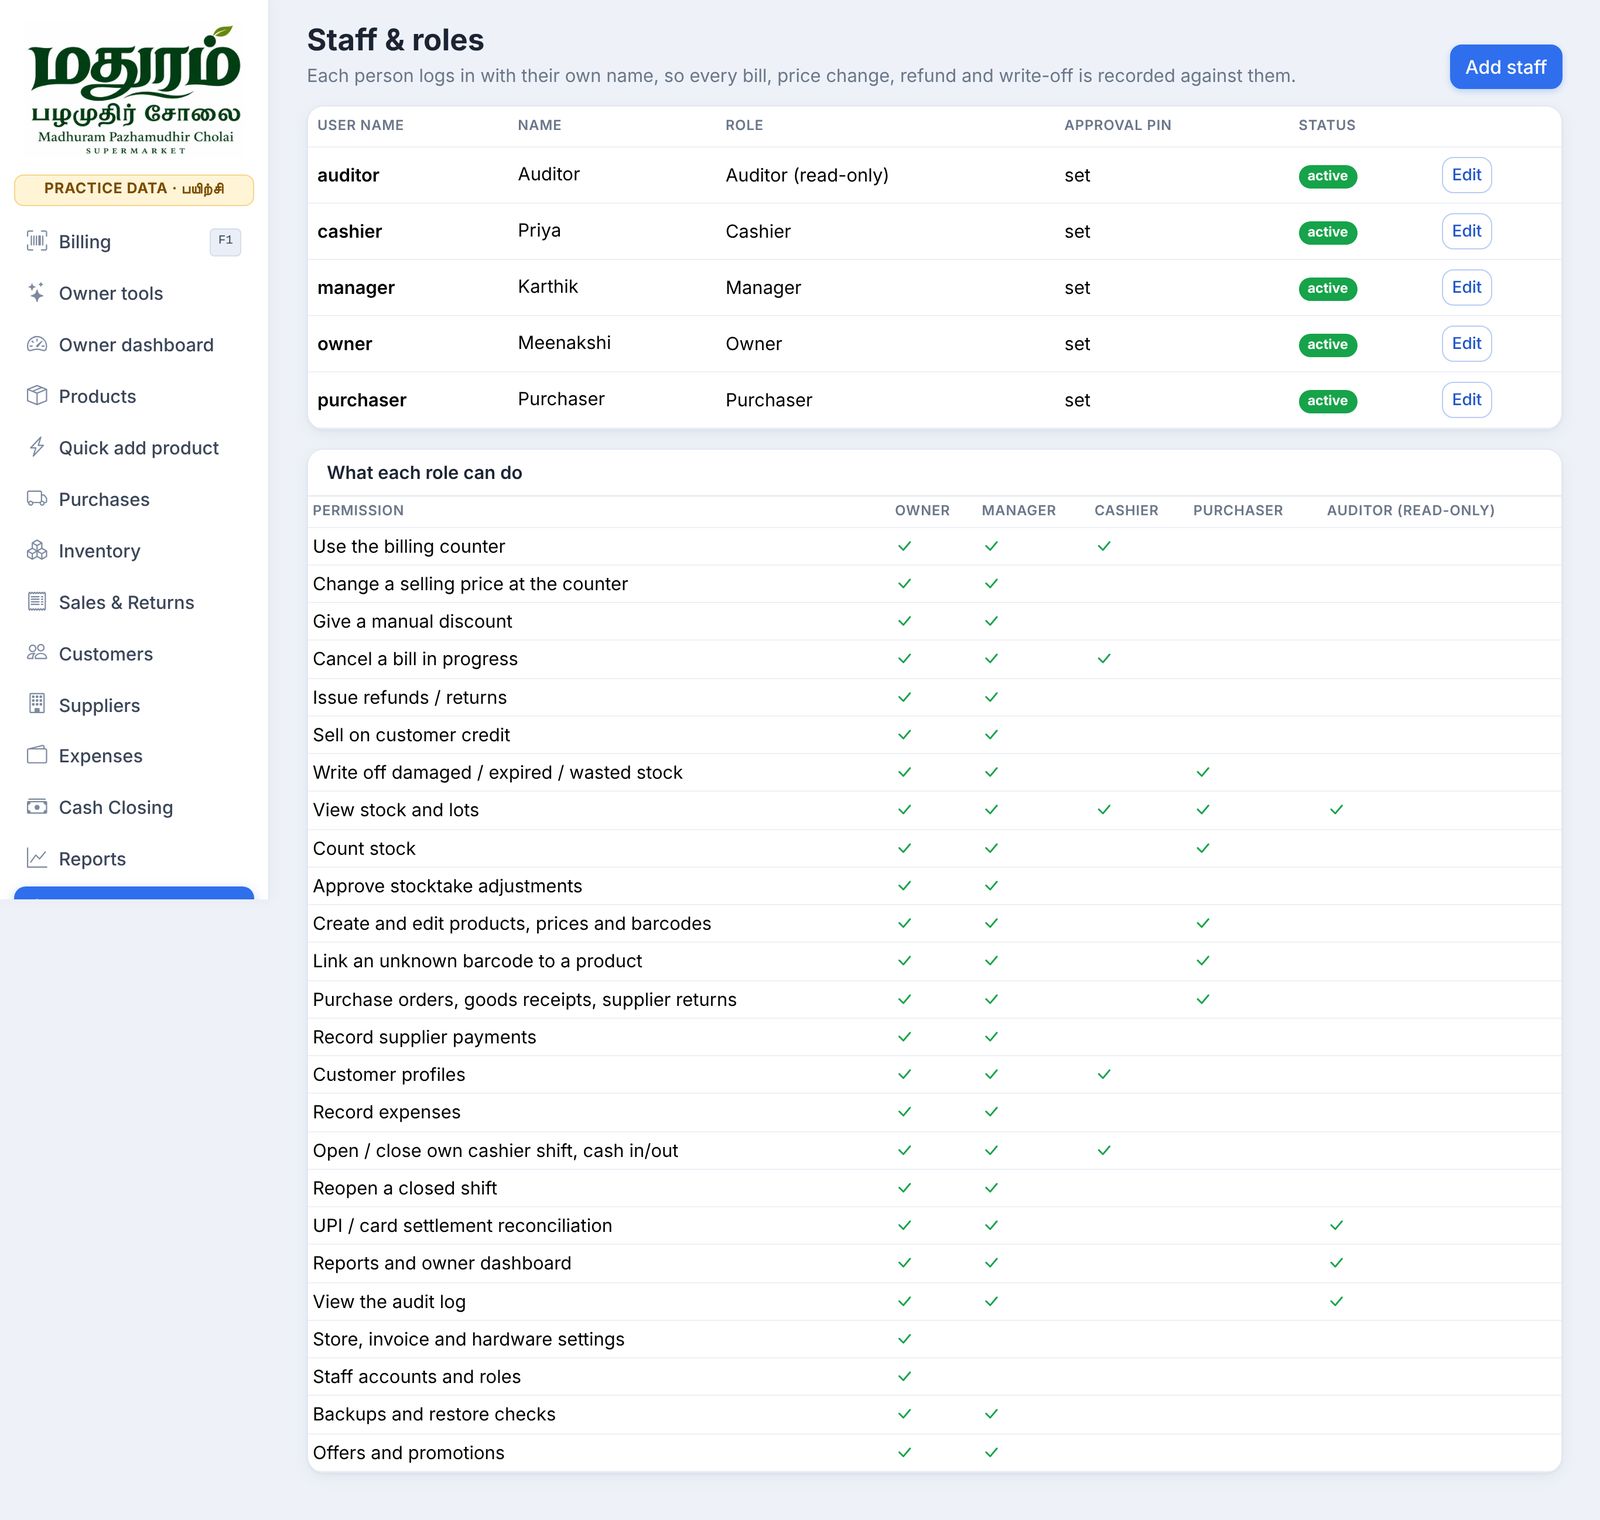 மதுரம்
பழமுதிர் சோலை
Madhuram Pazhamudhir Cholai
SUPERMARKET
PRACTICE DATA · பயிற்சி
Billing F1
Owner tools
Owner dashboard
Products
Quick add product
Purchases
Inventory
Sales & Returns
Customers
Suppliers
Expenses
Cash Closing
Reports
Staff & roles
Each person logs in with their own name, so every bill, price change, refund and write-off is recorded against them.
Add staff
USER NAME NAME ROLE APPROVAL PIN STATUS
auditor Auditor Auditor (read-only) set active Edit
cashier Priya Cashier set active Edit
manager Karthik Manager set active Edit
owner Meenakshi Owner set active Edit
purchaser Purchaser Purchaser set active Edit
What each role can do
PERMISSION OWNER MANAGER CASHIER PURCHASER AUDITOR (READ-ONLY)
Use the billing counter ✓ ✓ ✓
Change a selling price at the counter ✓ ✓
Give a manual discount ✓ ✓
Cancel a bill in progress ✓ ✓ ✓
Issue refunds / returns ✓ ✓
Sell on customer credit ✓ ✓
Write off damaged / expired / wasted stock ✓ ✓ ✓
View stock and lots ✓ ✓ ✓ ✓ ✓
Count stock ✓ ✓ ✓
Approve stocktake adjustments ✓ ✓
Create and edit products, prices and barcodes ✓ ✓ ✓
Link an unknown barcode to a product ✓ ✓ ✓
Purchase orders, goods receipts, supplier returns ✓ ✓ ✓
Record supplier payments ✓ ✓
Customer profiles ✓ ✓ ✓
Record expenses ✓ ✓
Open / close own cashier shift, cash in/out ✓ ✓ ✓
Reopen a closed shift ✓ ✓
UPI / card settlement reconciliation ✓ ✓ ✓
Reports and owner dashboard ✓ ✓ ✓
View the audit log ✓ ✓ ✓
Store, invoice and hardware settings ✓
Staff accounts and roles ✓
Backups and restore checks ✓ ✓
Offers and promotions ✓ ✓